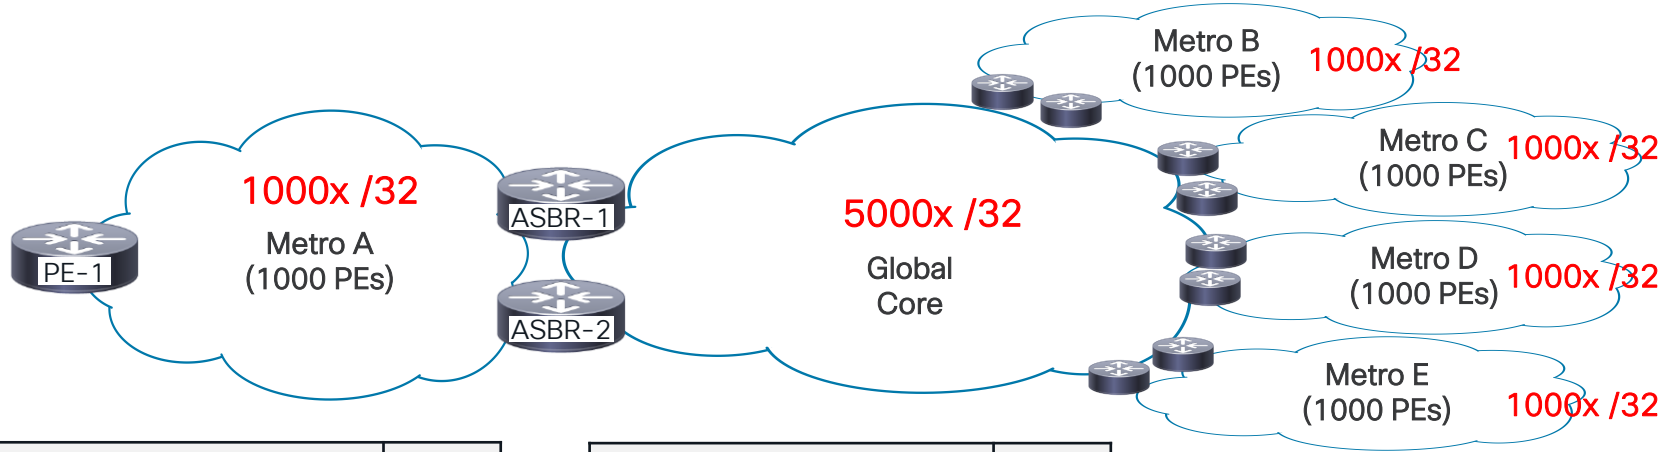 PE-1
1000x /32
Metro A
(1000 PEs)
ASBR-1
ASBR-2
5000x /32
Global
Core
Metro B
(1000 PEs)
1000x /32
Metro C
(1000 PEs)
1000x /32
Metro D
(1000 PEs)
1000x /32
Metro E
(1000 PEs)
1000x /32